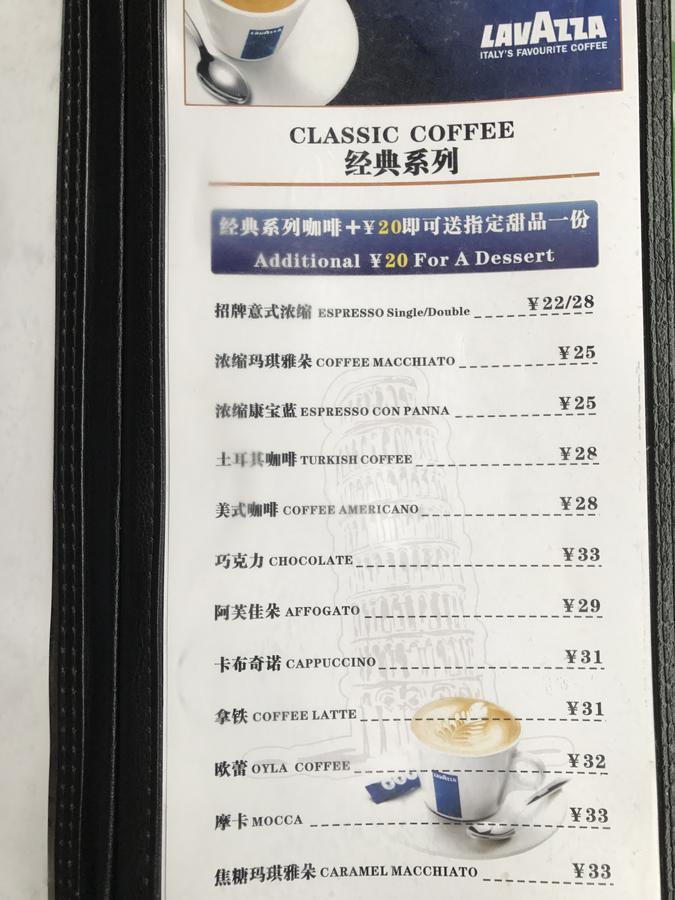 LAVAZZA
LAVAZZA
ITALY'S FAVOURITE COFFEE
CLASSIC COFFEE
经典系列
经典系列咖啡+¥20即可送指定甜品一份
Additional ¥20 For A Dessert
招牌意式浓缩 ESPRESSO Single/Double ¥22/28
浓缩玛琪雅朵 COFFEE MACCHIATO ¥25
浓缩康宝蓝 ESPRESSO CON PANNA ¥25
土耳其咖啡 TURKISH COFFEE ¥28
美式咖啡 COFFEE AMERICANO ¥28
巧克力 CHOCOLATE ¥33
阿芙佳朵 AFFOGATO ¥29
卡布奇诺 CAPPUCCINO ¥31
拿铁 COFFEE LATTE ¥31
欧蕾 OYLA COFFEE ¥32
LAVAZZA
摩卡 MOCCA ¥33
焦糖玛琪雅朵 CARAMEL MACCHIATO ¥33